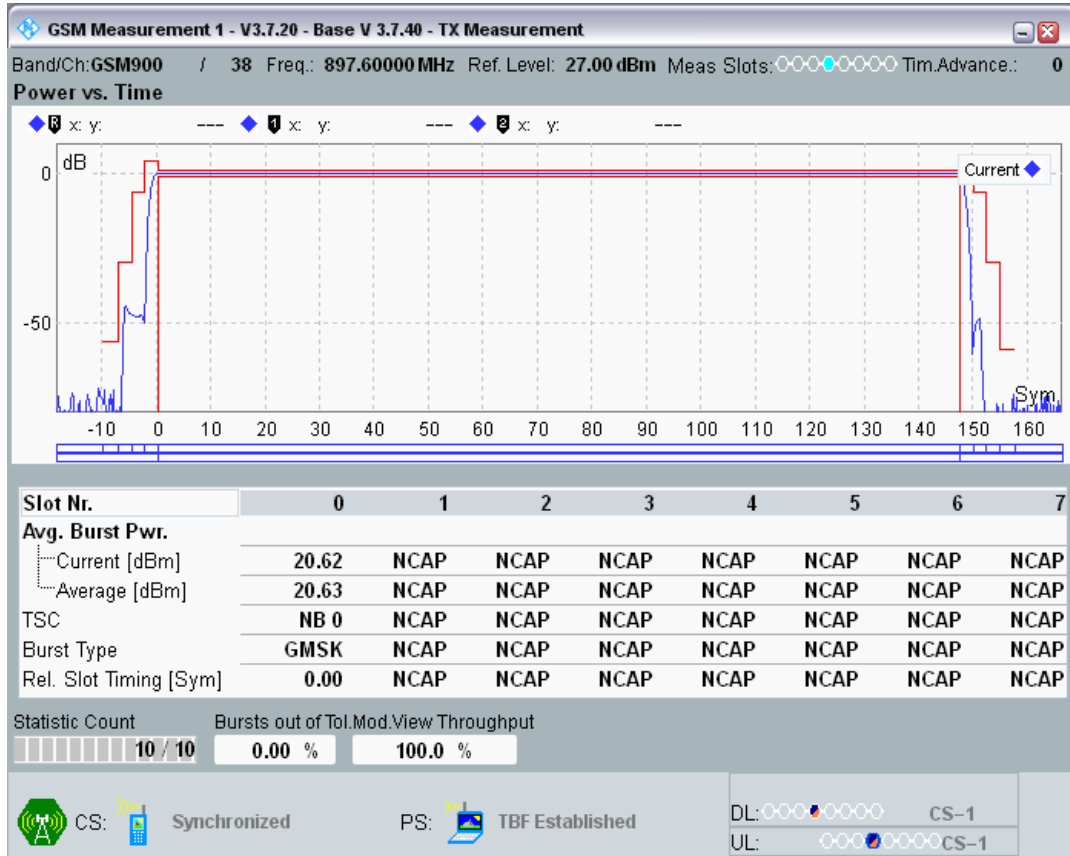 GSM Measurement 1 - V3.7.20 - Base V 3.7.40 - TX Measurement
Band/Ch:GSM900 / 38 Freq.: 897.60000 MHz Ref. Level: 27.00 dBm Meas Slots: Tim.Advance.: 0
Power vs. Time
R x: y: --- 1 x: y: --- 2 x: y: ---
dB
Current
0
-50
Sym
-10 0 10 20 30 40 50 60 70 80 90 100 110 120 130 140 150 160
Slot Nr. 0 1 2 3 4 5 6 7
Avg. Burst Pwr.
Current [dBm] 20.62 NCAP NCAP NCAP NCAP NCAP NCAP NCAP
Average [dBm] 20.63 NCAP NCAP NCAP NCAP NCAP NCAP NCAP
TSC NB 0 NCAP NCAP NCAP NCAP NCAP NCAP NCAP
Burst Type GMSK NCAP NCAP NCAP NCAP NCAP NCAP NCAP
Rel. Slot Timing [Sym] 0.00 NCAP NCAP NCAP NCAP NCAP NCAP NCAP
Statistic Count Bursts out of Tol. Mod.View Throughput
10 / 10 0.00 % 100.0 %
CS: Synchronized PS: TBF Established DL: CS-1
UL: CS-1